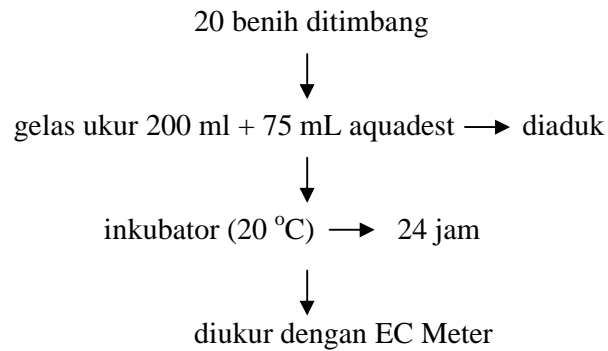 20 benih ditimbang
gelas ukur 200 ml + 75 mL aquadest → diaduk
inkubator (20 °C) → 24 jam
diukur dengan EC Meter